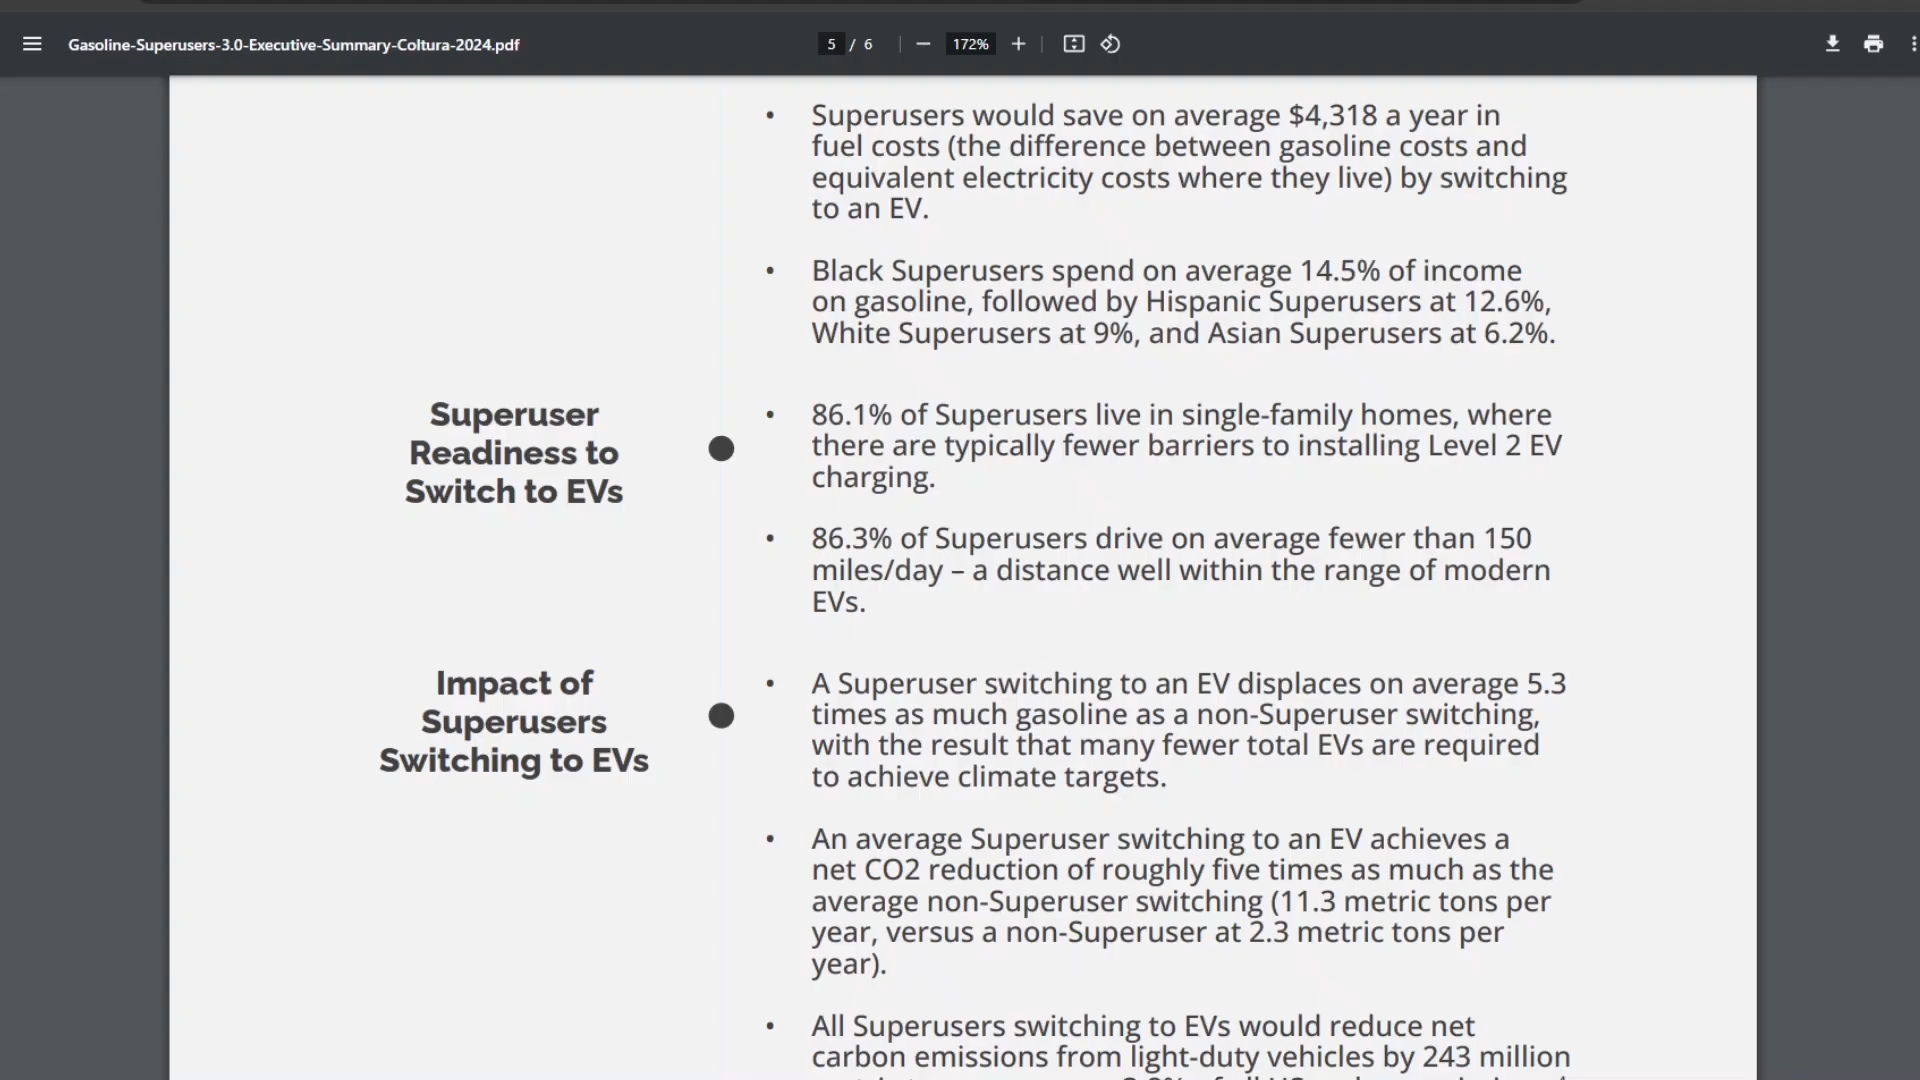 Gasoline-Superusers-3.0-Executive-Summary-Coltura-2024.pdf
5 / 6
172%
• Superusers would save on average $4,318 a year in
fuel costs (the difference between gasoline costs and
equivalent electricity costs where they live) by switching
to an EV.
• Black Superusers spend on average 14.5% of income
on gasoline, followed by Hispanic Superusers at 12.6%,
White Superusers at 9%, and Asian Superusers at 6.2%.
Superuser
Readiness to
Switch to EVs
• 86.1% of Superusers live in single-family homes, where
there are typically fewer barriers to installing Level 2 EV
charging.
• 86.3% of Superusers drive on average fewer than 150
miles/day – a distance well within the range of modern
EVs.
Impact of
Superusers
Switching to EVs
• A Superuser switching to an EV displaces on average 5.3
times as much gasoline as a non-Superuser switching,
with the result that many fewer total EVs are required
to achieve climate targets.
• An average Superuser switching to an EV achieves a
net CO2 reduction of roughly five times as much as the
average non-Superuser switching (11.3 metric tons per
year, versus a non-Superuser at 2.3 metric tons per
year).
• All Superusers switching to EVs would reduce net
carbon emissions from light-duty vehicles by 243 million